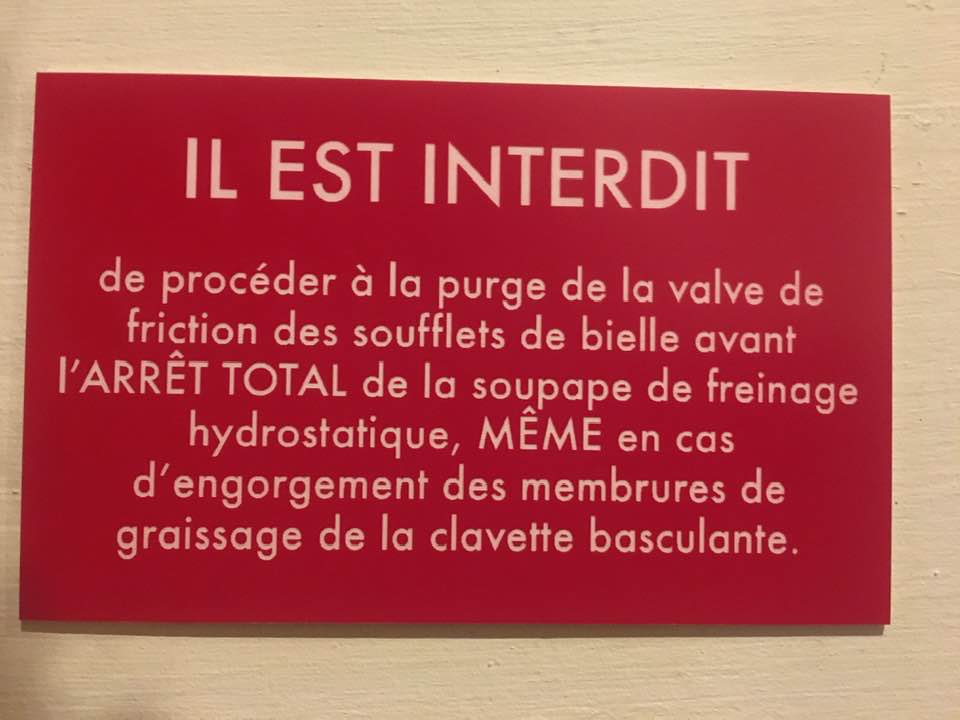 IL EST INTERDIT
de procéder à la purge de la valve de
friction des soufflets de bielle avant
l'ARRÊT TOTAL de la soupape de freinage
hydrostatique, MÊME en cas
d'engorgement des membrures de
graissage de la clavette basculante.